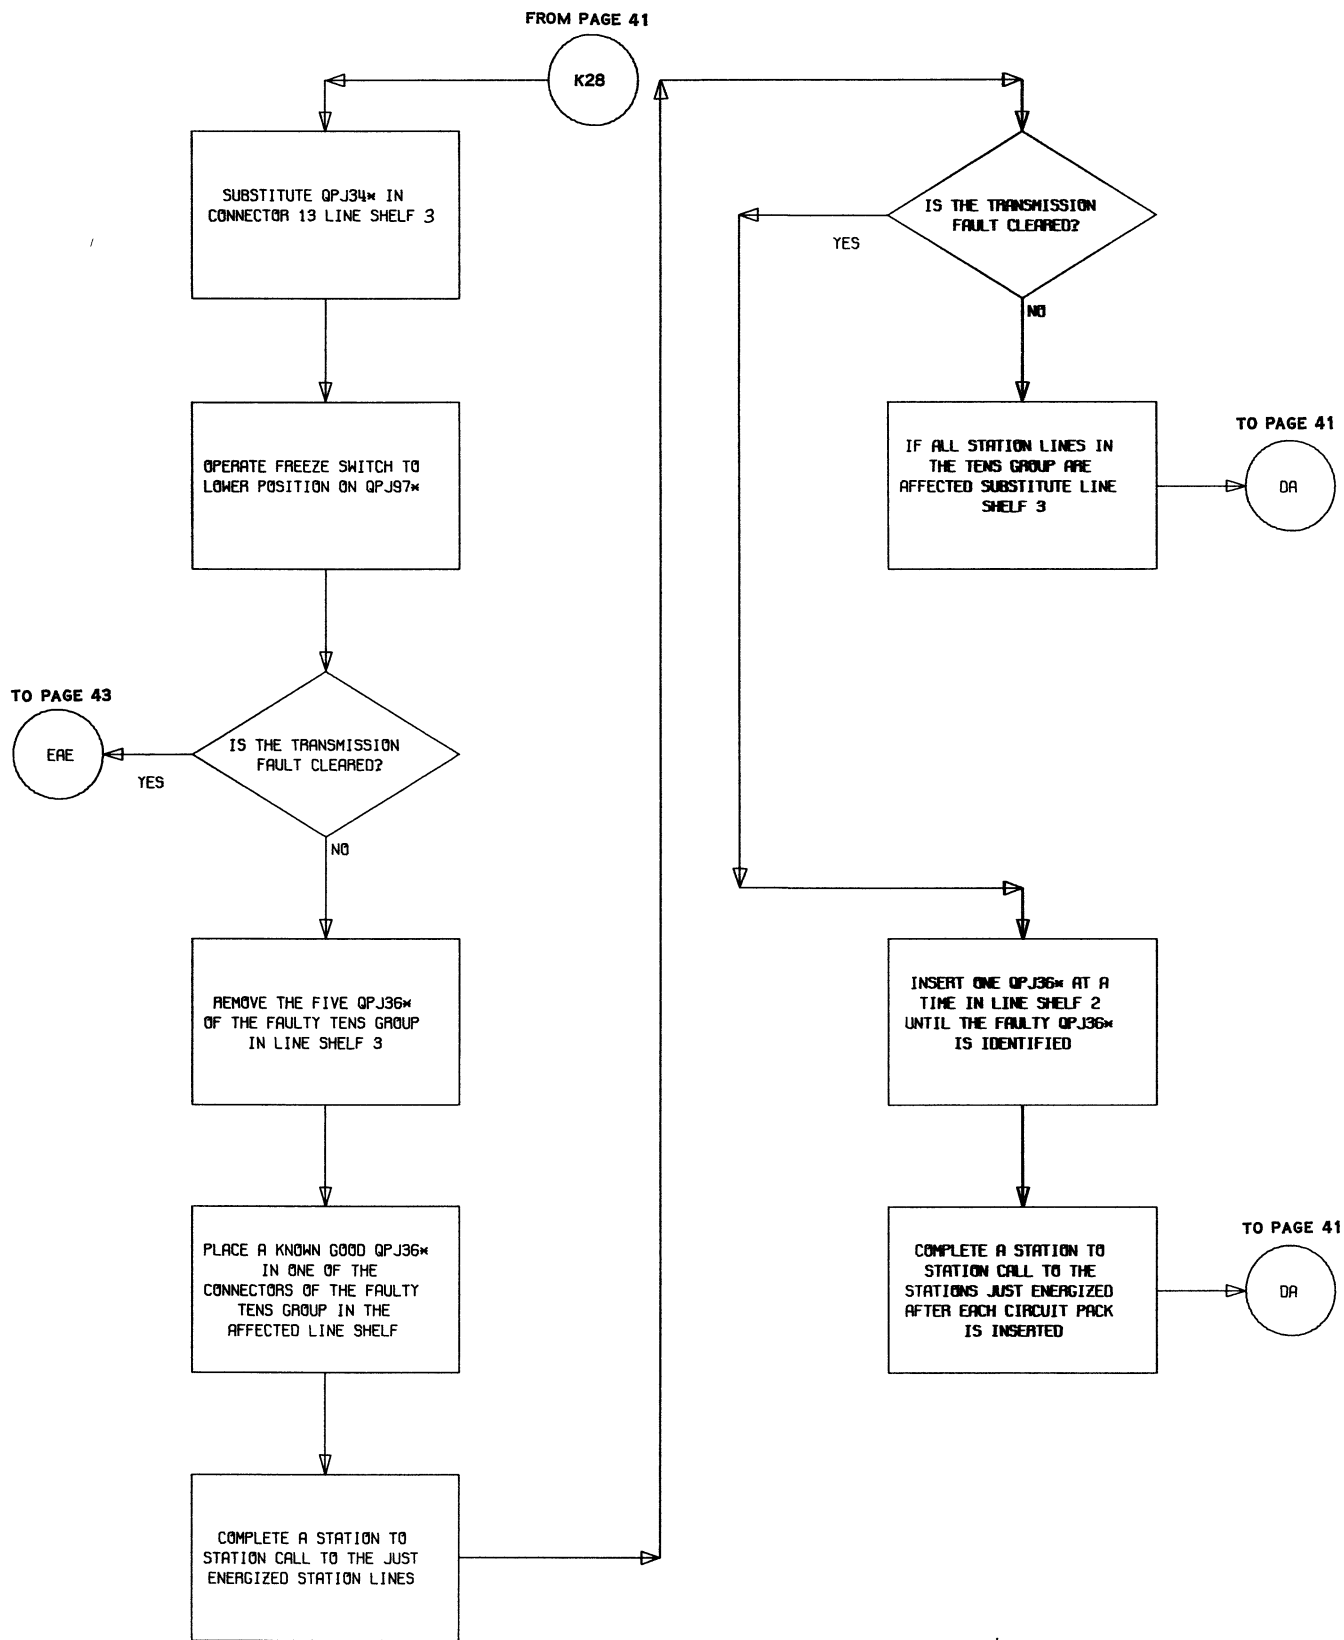 FROM PAGE 41
K28
SUBSTITUTE QPJ34* IN
CONNECTOR 13 LINE SHELF 3
OPERATE FREEZE SWITCH TO
LOWER POSITION ON QPJ97*
TO PAGE 43
EAE
YES
IS THE TRANSMISSION
FAULT CLEARED?
NO
REMOVE THE FIVE QPJ36*
OF THE FAULTY TENS GROUP
IN LINE SHELF 3
PLACE A KNOWN GOOD QPJ36*
IN ONE OF THE
CONNECTORS OF THE FAULTY
TENS GROUP IN THE
AFFECTED LINE SHELF
COMPLETE A STATION TO
STATION CALL TO THE JUST
ENERGIZED STATION LINES
IS THE TRANSMISSION
FAULT CLEARED?
YES
NO
IF ALL STATION LINES IN
THE TENS GROUP ARE
AFFECTED SUBSTITUTE LINE
SHELF 3
TO PAGE 41
DA
INSERT ONE QPJ36* AT A
TIME IN LINE SHELF 2
UNTIL THE FAULTY QPJ36*
IS IDENTIFIED
COMPLETE A STATION TO
STATION CALL TO THE
STATIONS JUST ENERGIZED
AFTER EACH CIRCUIT PACK
IS INSERTED
TO PAGE 41
DA